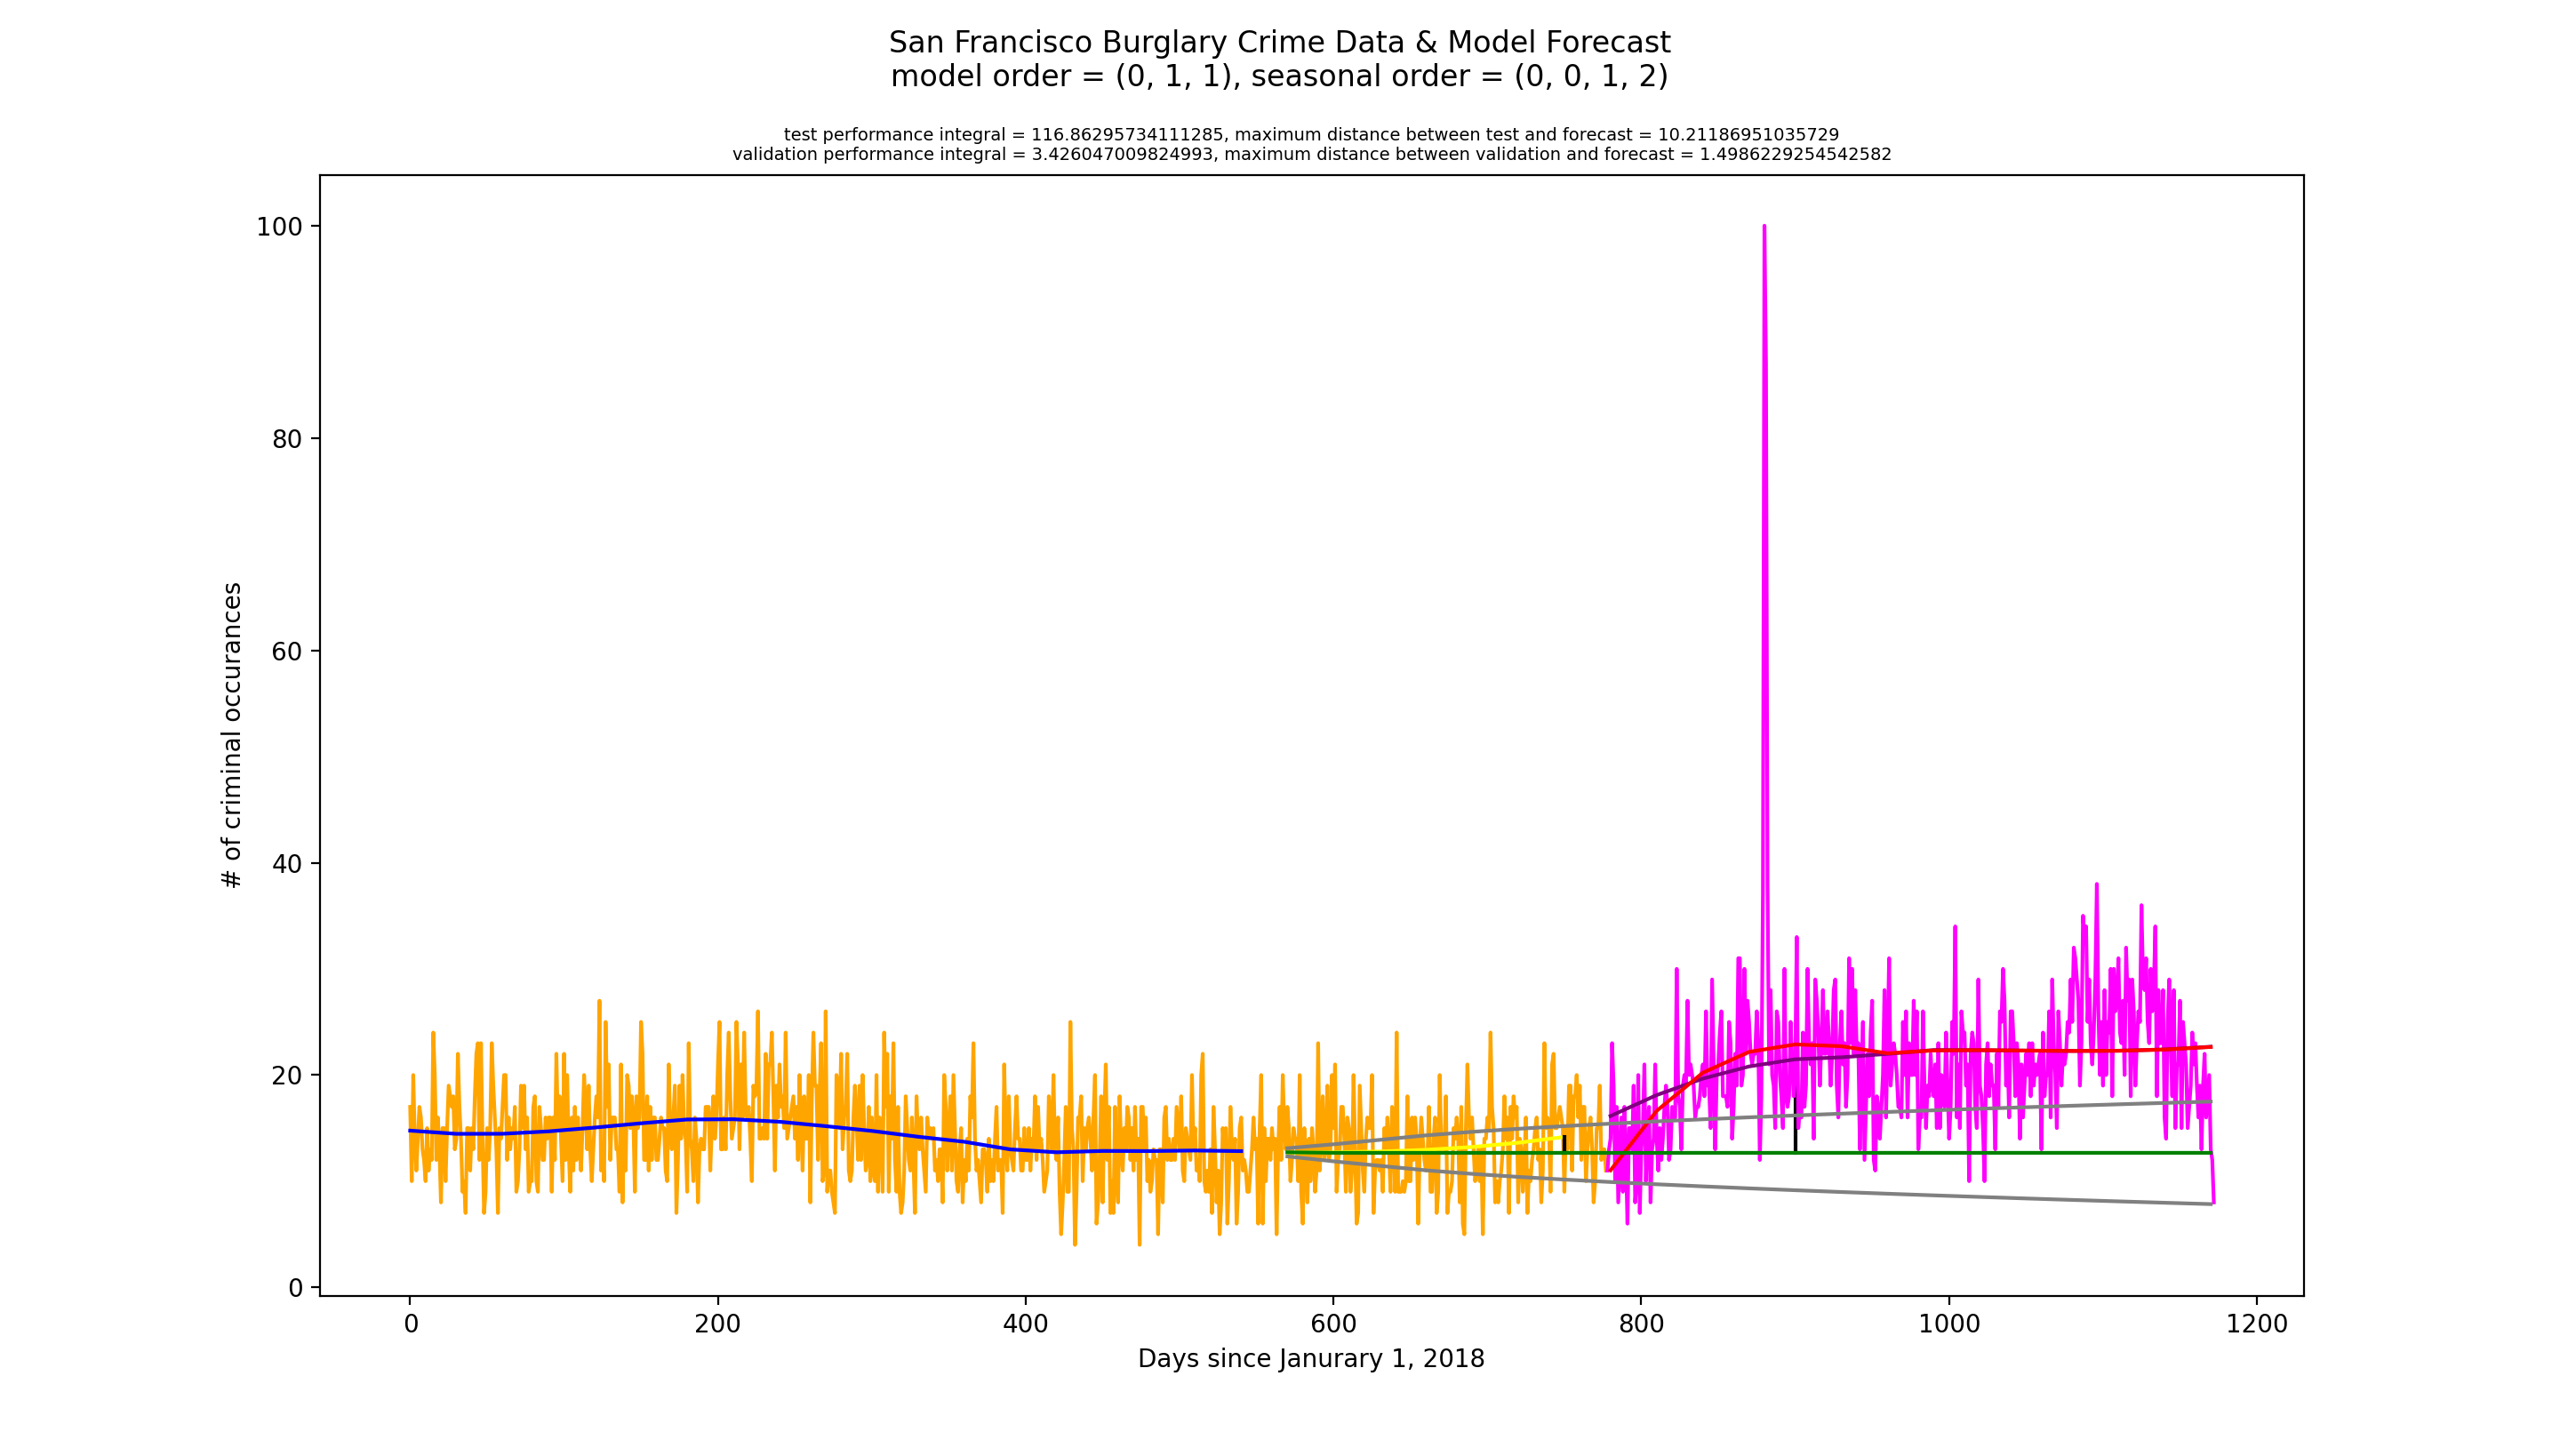 San Francisco Burglary Crime Data & Model Forecast
model order = (0, 1, 1), seasonal order = (0, 0, 1, 2)
test performance integral = 116.86295734111285, maximum distance between test and forecast = 10.21186951035729
validation performance integral = 3.426047009824993, maximum distance between validation and forecast = 1.4986229254542582
100
80
60
40
20
0
# of criminal occurances
0 200 400 600 800 1000 1200
Days since Janurary 1, 2018